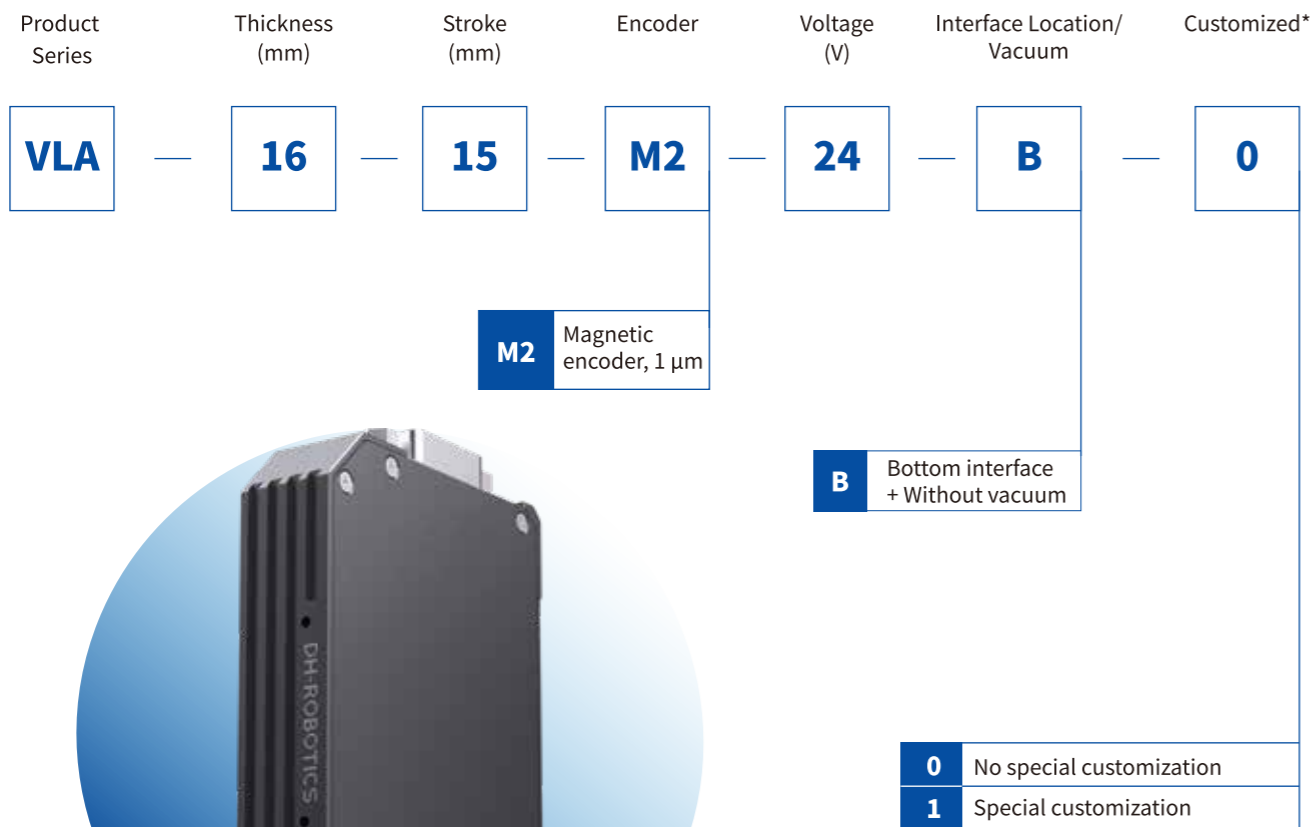 Product
Series
Thickness
(mm)
Stroke
(mm)
Encoder
Voltage
(V)
Interface Location/
Vacuum
Customized*
VLA — 16 — 15 — M2 — 24 — B — 0
M2
Magnetic
encoder, 1 μm
B
Bottom interface
+ Without vacuum
DH-ROBOTICS
0 No special customization
1 Special customization